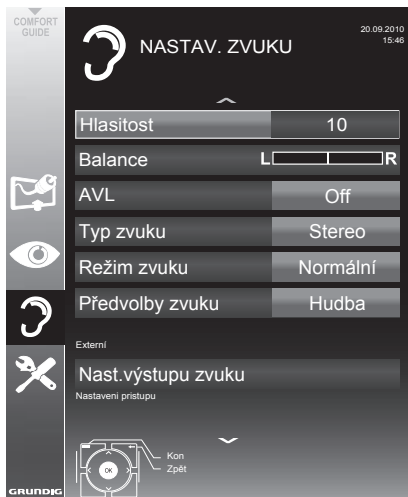 COMFORT
GUIDE
NASTAV. ZVUKU
20.09.2010
15:46
Hlasitost 10
Balance L R
AVL Off
Typ zvuku Stereo
Režim zvuku Normální
Předvolby zvuku Hudba
Externí
Nast.výstupu zvuku
Nastaveni pristupu
Kon
Zpět
OK
GRUNDIG